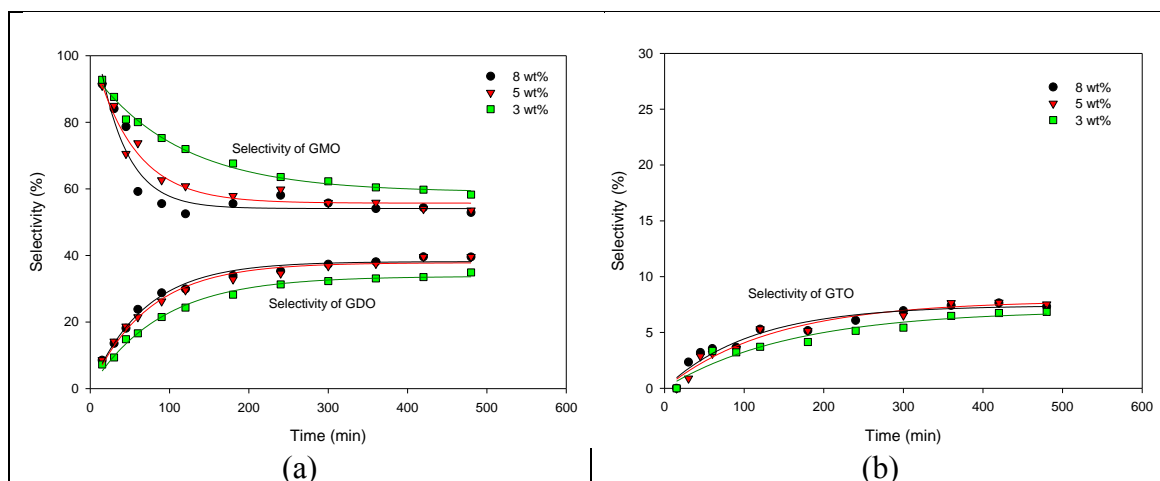 100
80
60
40
20
0
Selectivity (%)
8 wt%
5 wt%
3 wt%
Selectivity of GMO
Selectivity of GDO
0 100 200 300 400 500 600
Time (min)
(a)
30
25
20
15
10
5
0
Selectivity (%)
8 wt%
5 wt%
3 wt%
Selectivity of GTO
0 100 200 300 400 500 600
Time (min)
(b)